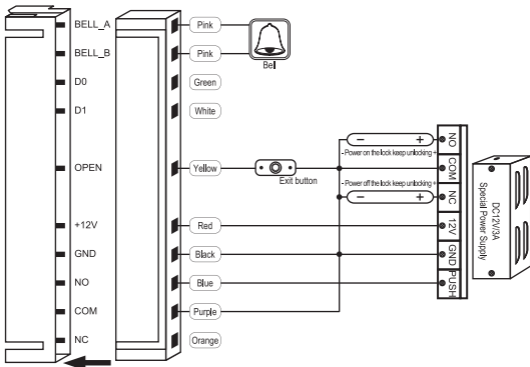 BELL_A
Pink
BELL_B
Pink
Bell
D0
Green
D1
White
OPEN
Yellow
Exit button
+12V
Red
GND
Black
NO
Blue
COM
Purple
NC
Orange
- +
- Power on the lock keep unlocking +
- Power off the lock keep unlocking +
- +
NO
COM
NC
12V
GND
PUSH
DC12V/3A
Special Power Supply